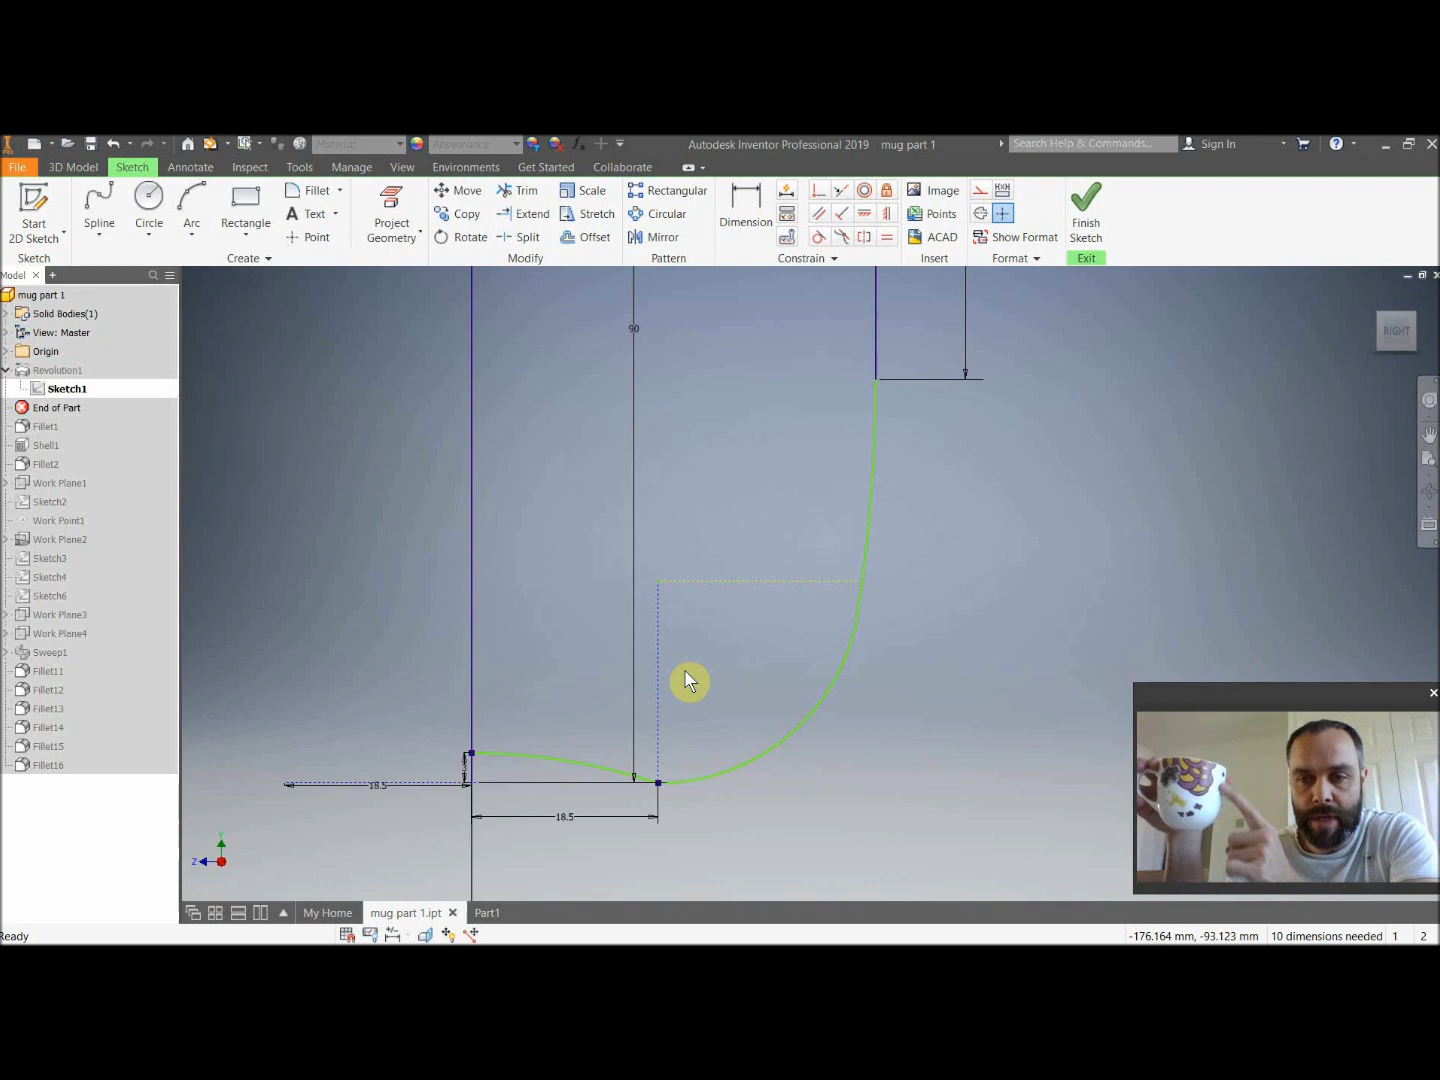 Material
Appearance
Autodesk Inventor Professional 2019 mug part 1
Search Help & Commands...
Sign In
File 3D Model Sketch Annotate Inspect Tools Manage View Environments Get Started Collaborate
Start
2D Sketch
Spline
Circle
Arc
Rectangle
Fillet
Text
Point
Project
Geometry
Move
Copy
Rotate
Trim
Extend
Split
Scale
Stretch
Offset
Rectangular
Circular
Mirror
Dimension
Image
Points
ACAD
Show Format
Finish
Sketch
Sketch Create Modify Pattern Constrain Insert Format Exit
Model
mug part 1
Solid Bodies(1)
View: Master
Origin
Revolution1
Sketch1
End of Part
Fillet1
Shell1
Fillet2
Work Plane1
Sketch2
Work Point1
Work Plane2
Sketch3
Sketch4
Sketch6
Work Plane3
Work Plane4
Sweep1
Fillet11
Fillet12
Fillet13
Fillet14
Fillet15
Fillet16
90
RIGHT
18.5
18.5
Y
Z
My Home mug part 1.ipt Part1
Ready
-176.164 mm, -93.123 mm 10 dimensions needed 1 2